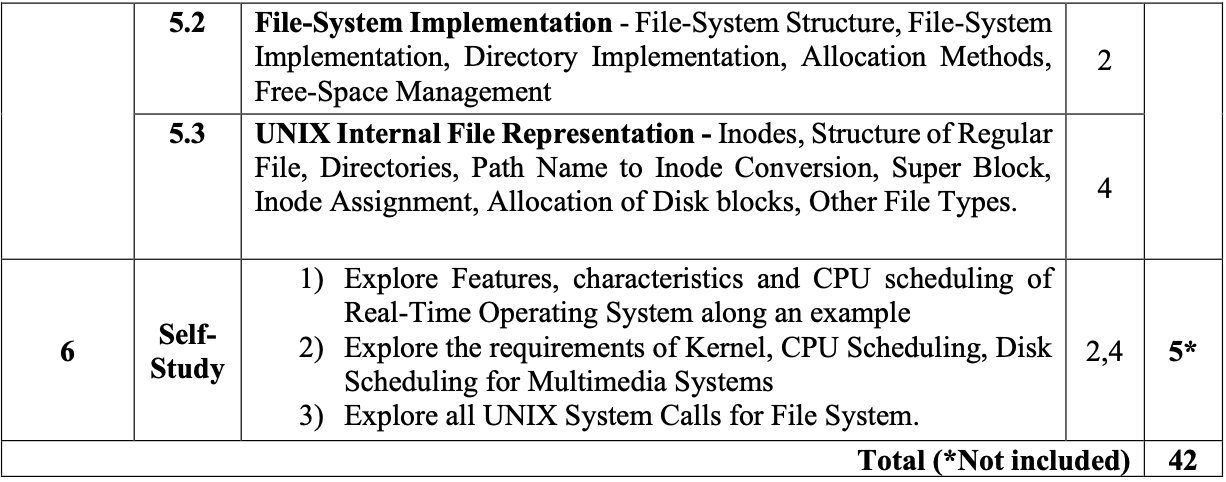 5.2
File-System Implementation - File-System Structure, File-System
Implementation, Directory Implementation, Allocation Methods,
Free-Space Management
2
5.3
UNIX Internal File Representation - Inodes, Structure of Regular
File, Directories, Path Name to Inode Conversion, Super Block,
Inode Assignment, Allocation of Disk blocks, Other File Types.
4
6
Self-
Study
1) Explore Features, characteristics and CPU scheduling of
Real-Time Operating System along an example
2) Explore the requirements of Kernel, CPU Scheduling, Disk
Scheduling for Multimedia Systems
3) Explore all UNIX System Calls for File System.
2,4
5*
Total (*Not included)
42